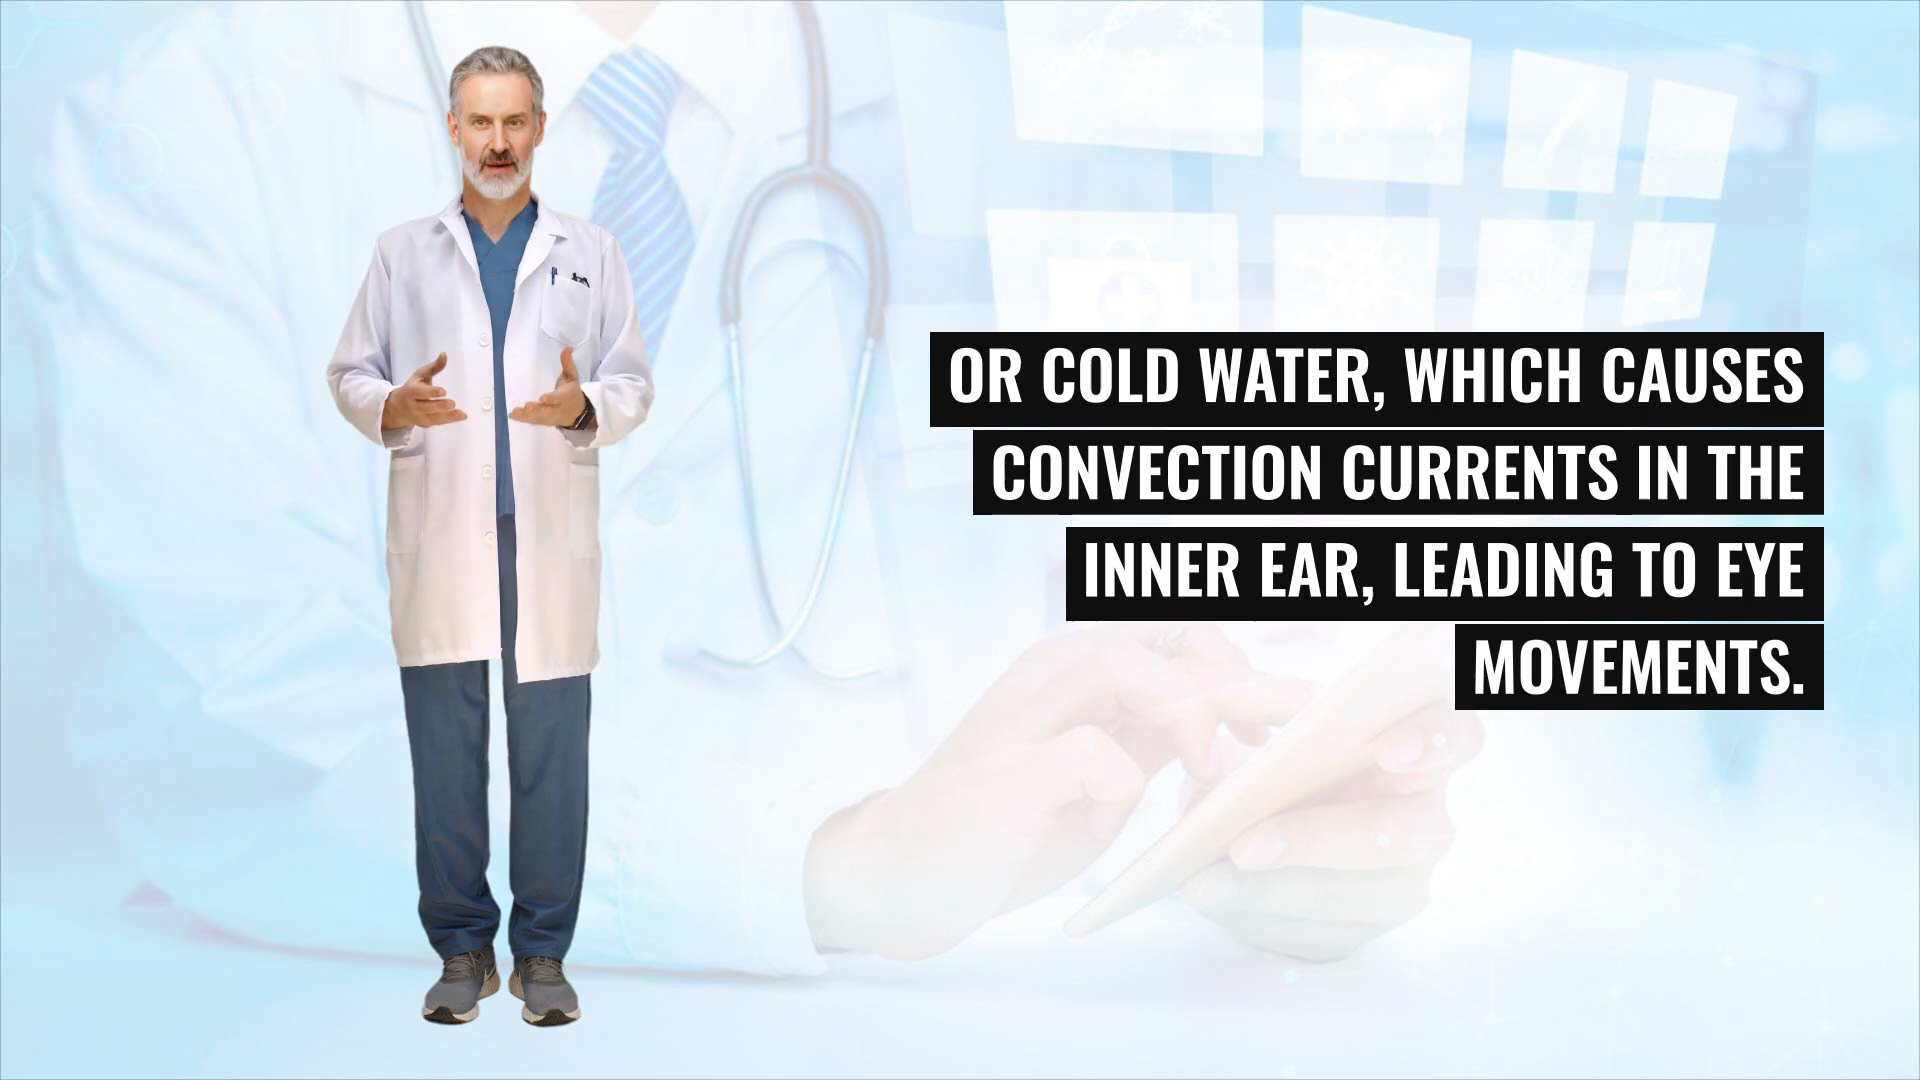 OR COLD WATER, WHICH CAUSES
CONVECTION CURRENTS IN THE
INNER EAR, LEADING TO EYE
MOVEMENTS.